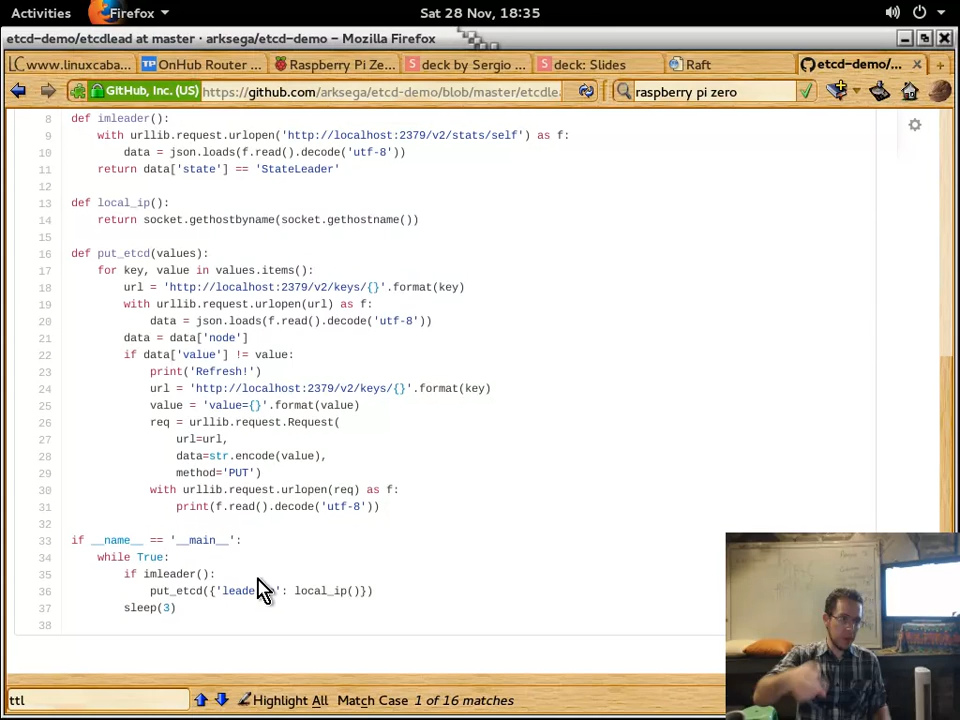 Activities Firefox Sat 28 Nov, 18:35
etcd-demo/etcdlead at master · arksega/etcd-demo – Mozilla Firefox
www.linuxcaba... OnHub Router ... Raspberry Pi Ze... deck by Sergio ... deck: Slides Raft etcd-demo/...
GitHub, Inc. (US) https://github.com/arksega/etcd-demo/blob/master/etcdle raspberry pi zero
8 def imleader():
9 with urllib.request.urlopen('http://localhost:2379/v2/stats/self') as f:
10 data = json.loads(f.read().decode('utf-8'))
11 return data['state'] == 'StateLeader'
12
13 def local_ip():
14 return socket.gethostbyname(socket.gethostname())
15
16 def put_etcd(values):
17 for key, value in values.items():
18 url = 'http://localhost:2379/v2/keys/{}'.format(key)
19 with urllib.request.urlopen(url) as f:
20 data = json.loads(f.read().decode('utf-8'))
21 data = data['node']
22 if data['value'] != value:
23 print('Refresh!')
24 url = 'http://localhost:2379/v2/keys/{}'.format(key)
25 value = 'value={}'.format(value)
26 req = urllib.request.Request(
27 url=url,
28 data=str.encode(value),
29 method='PUT')
30 with urllib.request.urlopen(req) as f:
31 print(f.read().decode('utf-8'))
32
33 if __name__ == '__main__':
34 while True:
35 if imleader():
36 put_etcd({'leade ': local_ip()})
37 sleep(3)
38
ttl Highlight All Match Case 1 of 16 matches